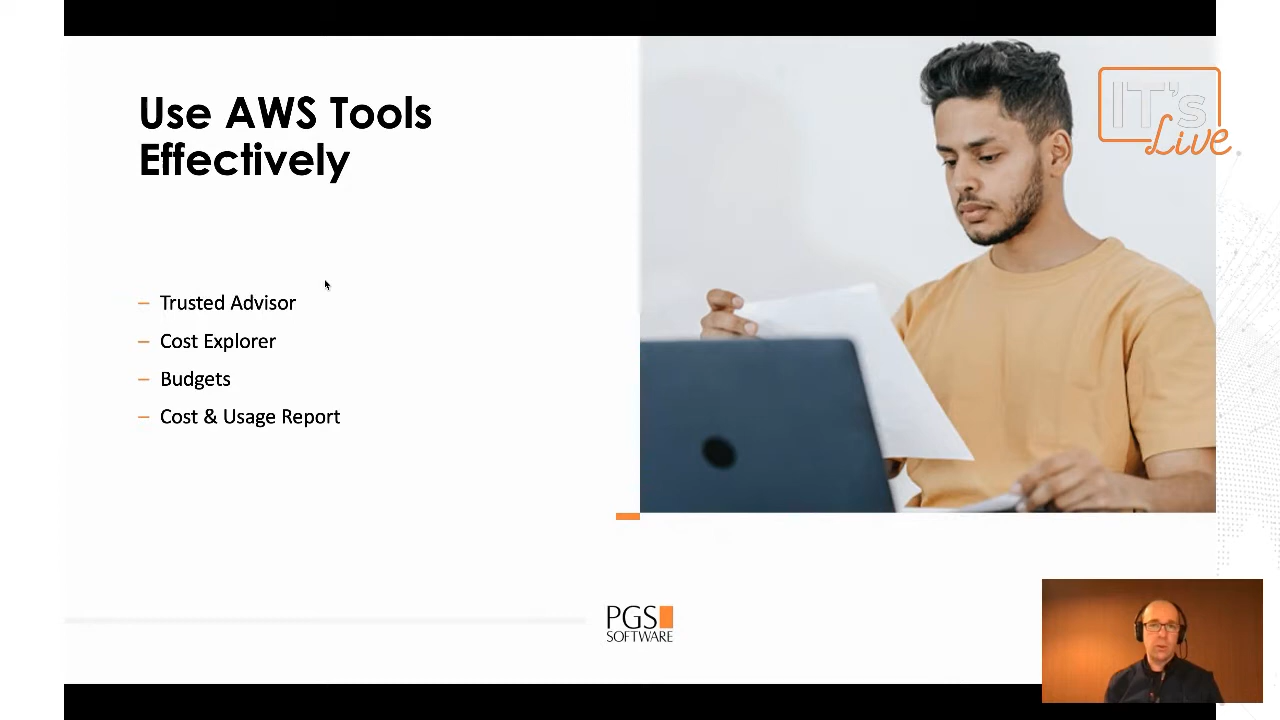 Use AWS Tools
Effectively
IT's
Live
– Trusted Advisor
– Cost Explorer
– Budgets
– Cost & Usage Report
PGS
SOFTWARE